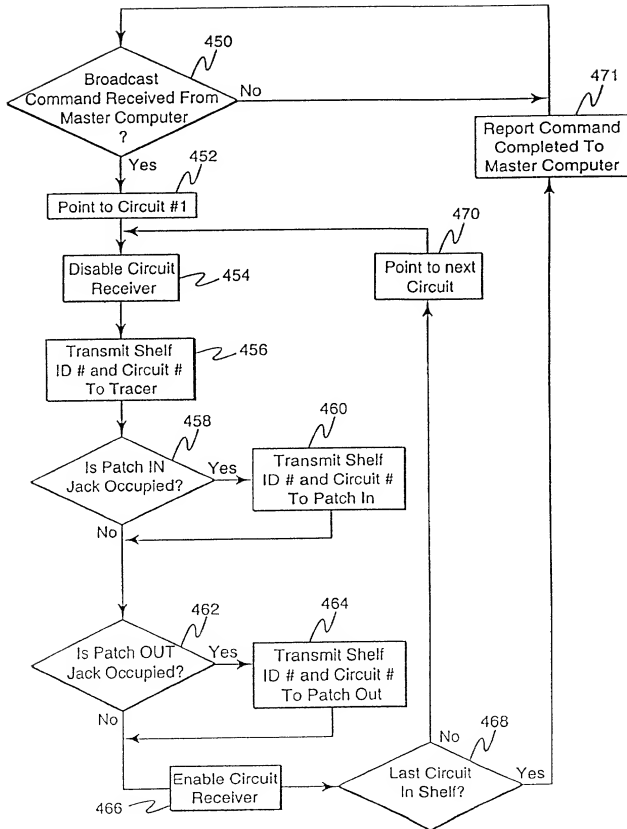 450
Broadcast
Command Received From
Master Computer
?
No
Yes
471
Report Command
Completed To
Master Computer
452
Point to Circuit #1
470
Point to next
Circuit
Disable Circuit
Receiver
454
Transmit Shelf
ID # and Circuit #
To Tracer
456
458
Is Patch IN
Jack Occupied?
Yes
No
460
Transmit Shelf
ID # and Circuit #
To Patch In
462
Is Patch OUT
Jack Occupied?
Yes
No
464
Transmit Shelf
ID # and Circuit #
To Patch Out
Enable Circuit
Receiver
466
468
No
Last Circuit
In Shelf?
Yes